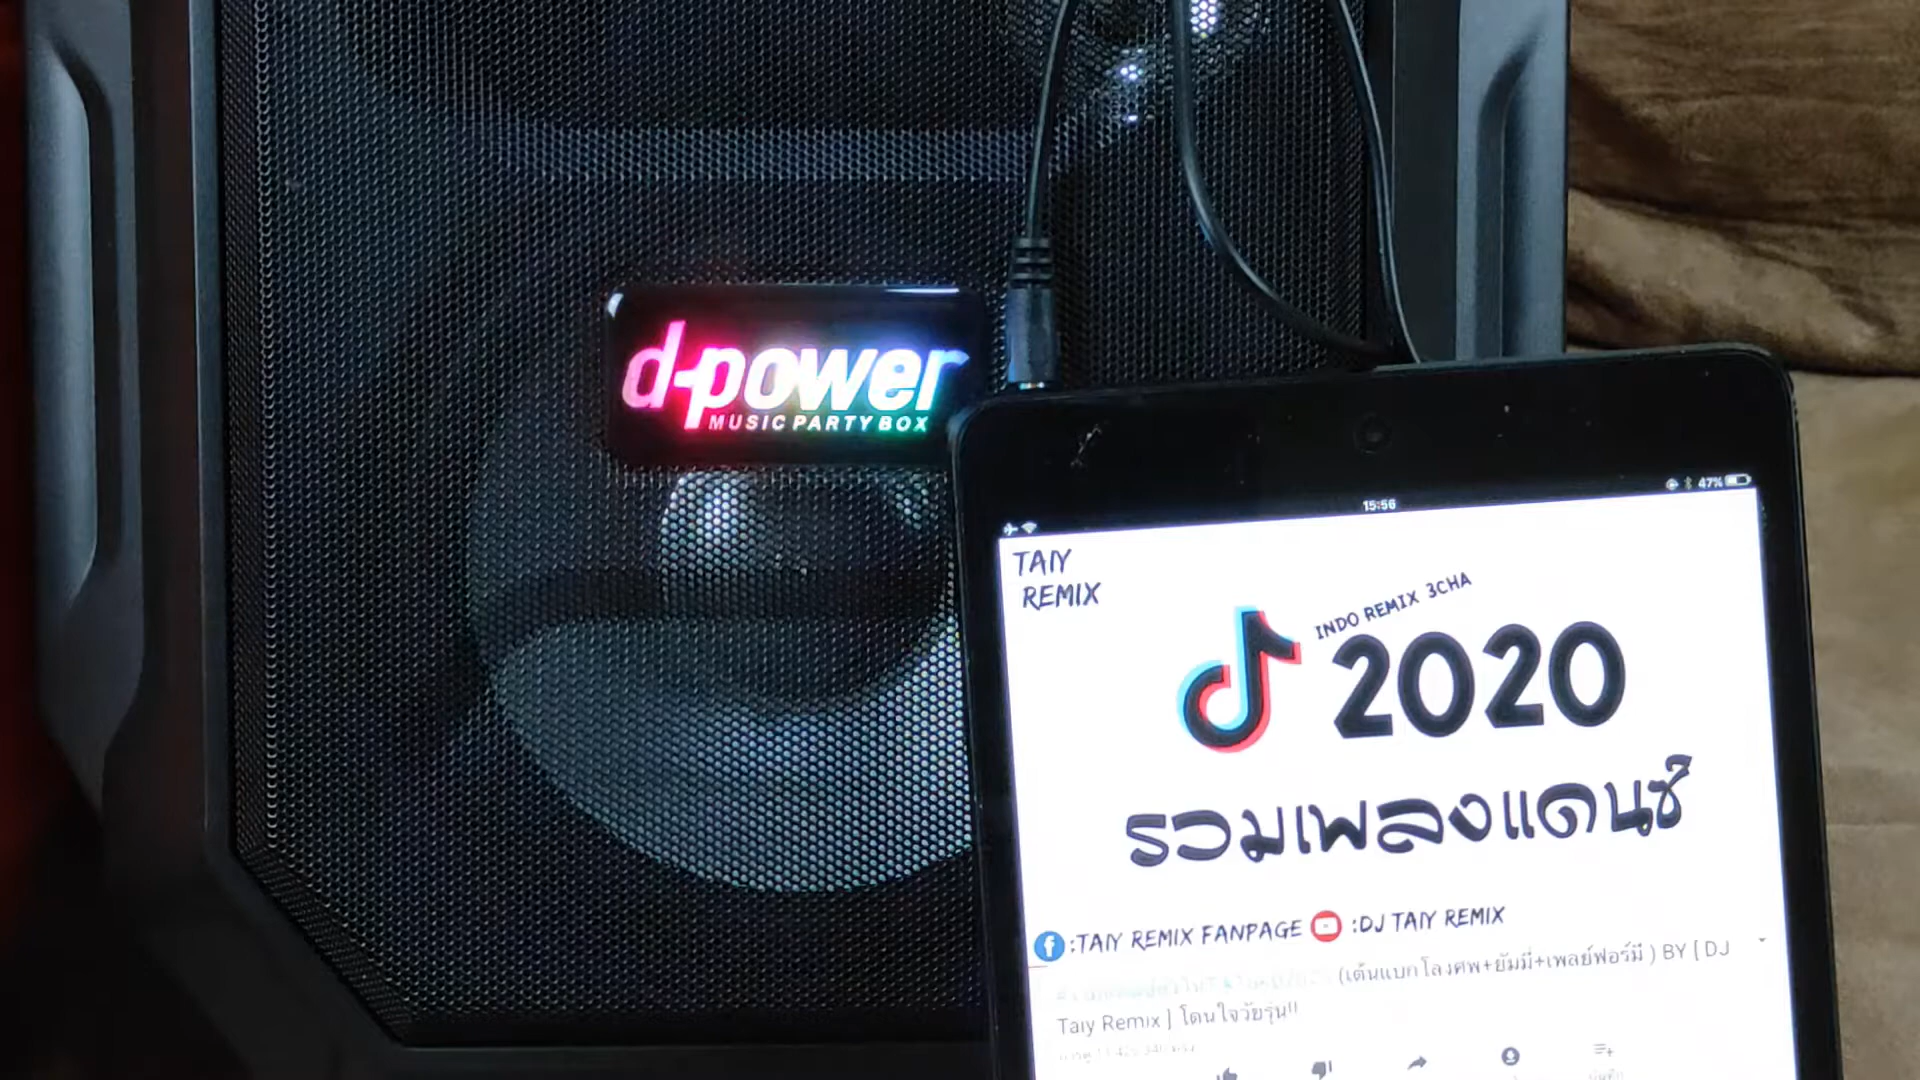 d-power
MUSIC PARTY BOX
15:56
47%
TAIY
REMIX
INDO REMIX 3CHA
2020
รวมเพลงแดนซ์
:TAIY REMIX FANPAGE :DJ TAIY REMIX
(เต้นแบกโลงศพ+ยัมมี+เพลย์ฟอร์มี ) BY [ DJ
Taiy Remix ] โดนใจวัยรุ่น!!